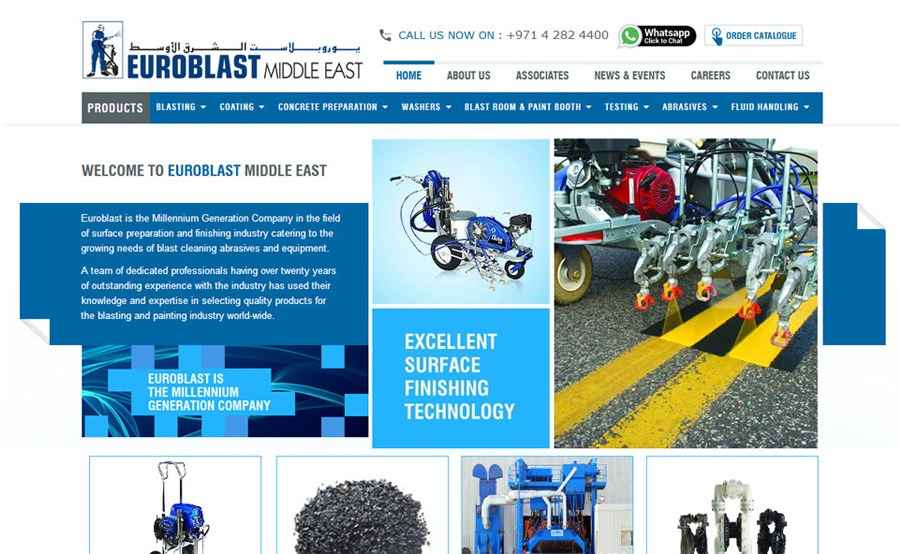 يوروبلاست الشرق الأوسط
EUROBLAST MIDDLE EAST
CALL US NOW ON : +971 4 282 4400
Whatsapp
Click to Chat
ORDER CATALOGUE
HOME ABOUT US ASSOCIATES NEWS & EVENTS CAREERS CONTACT US
PRODUCTS BLASTING COATING CONCRETE PREPARATION WASHERS BLAST ROOM & PAINT BOOTH TESTING ABRASIVES FLUID HANDLING
WELCOME TO EUROBLAST MIDDLE EAST
Euroblast is the Millennium Generation Company in the field
of surface preparation and finishing industry catering to the
growing needs of blast cleaning abrasives and equipment.
A team of dedicated professionals having over twenty years
of outstanding experience with the industry has used their
knowledge and expertise in selecting quality products for
the blasting and painting industry world-wide.
EUROBLAST IS
THE MILLENNIUM
GENERATION COMPANY
EXCELLENT
SURFACE
FINISHING
TECHNOLOGY